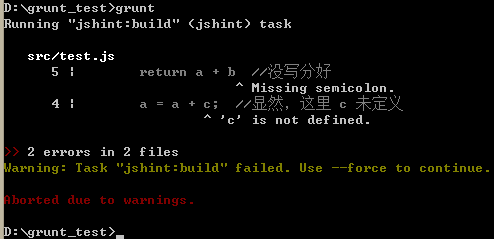 D:\grunt_test>grunt
Running "jshint:build" (jshint) task
src/test.js
5 | return a + b //没写分好
^ Missing semicolon.
4 | a = a + c; //显然，这里 c 未定义
^ 'c' is not defined.
>> 2 errors in 2 files
Warning: Task "jshint:build" failed. Use --force to continue.
Aborted due to warnings.
D:\grunt_test>